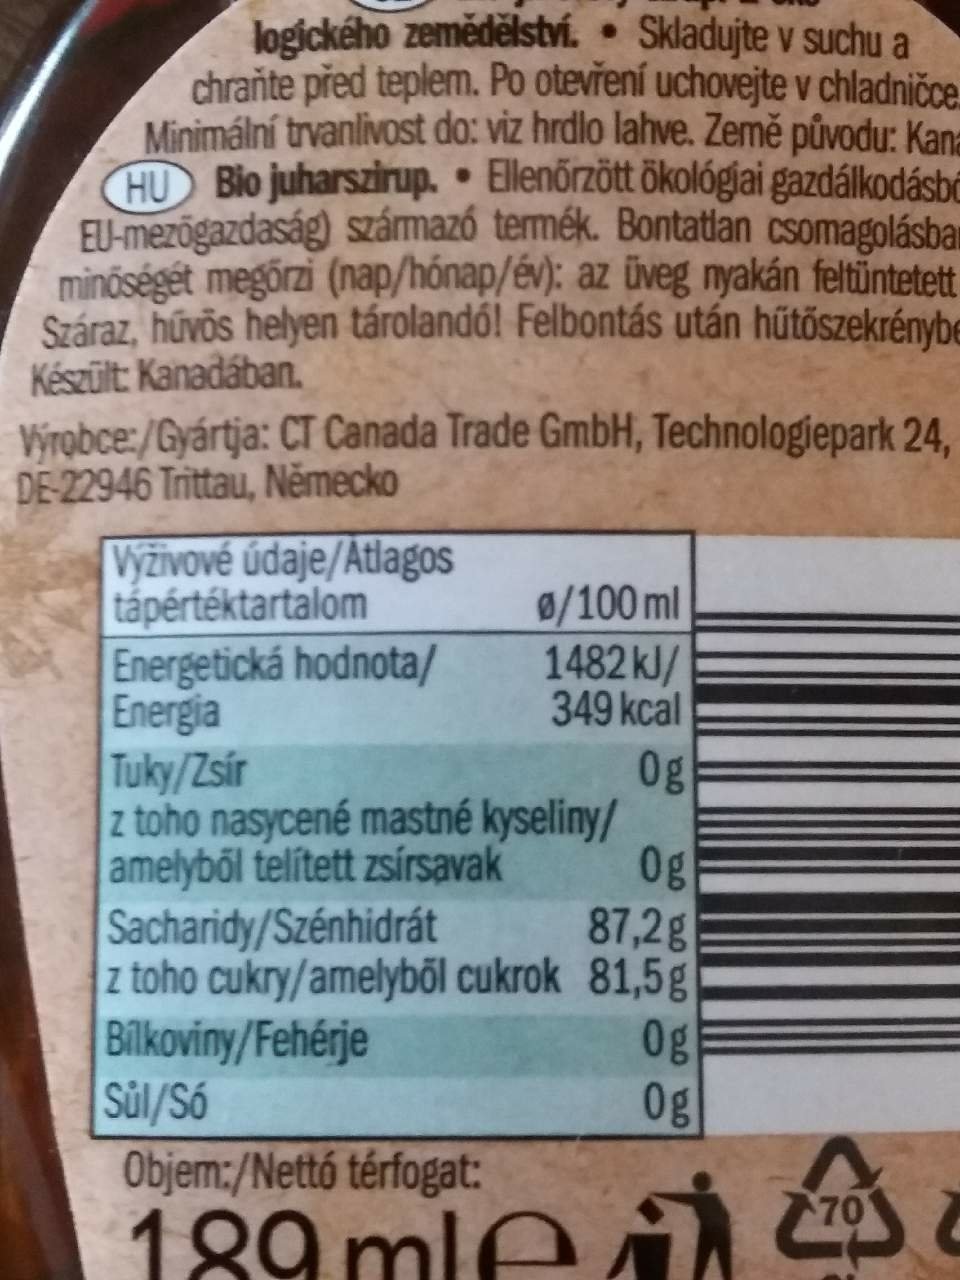 logického zemědělství. • Skladujte v suchu a
chraňte před teplem. Po otevření uchovejte v chladničce.
Minimální trvanlivost do: viz hrdlo lahve. Země původu:
HU Bio juharszirup. • Ellenőrzött ökológiai
EU-mezőgazdaság) származó termék. Bontatlan
minőségét megőrzi (nap/hónap/év): az üveg nyakán feltüntetett
Száraz, hűvös helyen tárolandó! Felbontás után
Készült: Kanadában.
Výrobce:/Gyártja: CT Canada Trade GmbH, Technologiepark 24,
DE-22946 Trittau, Německo
Výživové údaje/Átlagos
tápértéktartalom ø/100 ml
Energetická hodnota/ 1482 kJ/
Energia 349 kcal
Tuky/Zsír 0 g
z toho nasycené mastné kyseliny/
amelyből telített zsírsavak 0 g
Sacharidy/Szénhidrát 87,2 g
z toho cukry/amelyből cukrok 81,5 g
Bílkoviny/Fehérje 0 g
Sůl/Só 0 g
Objem:/Nettó térfogat:
189 ml e
70